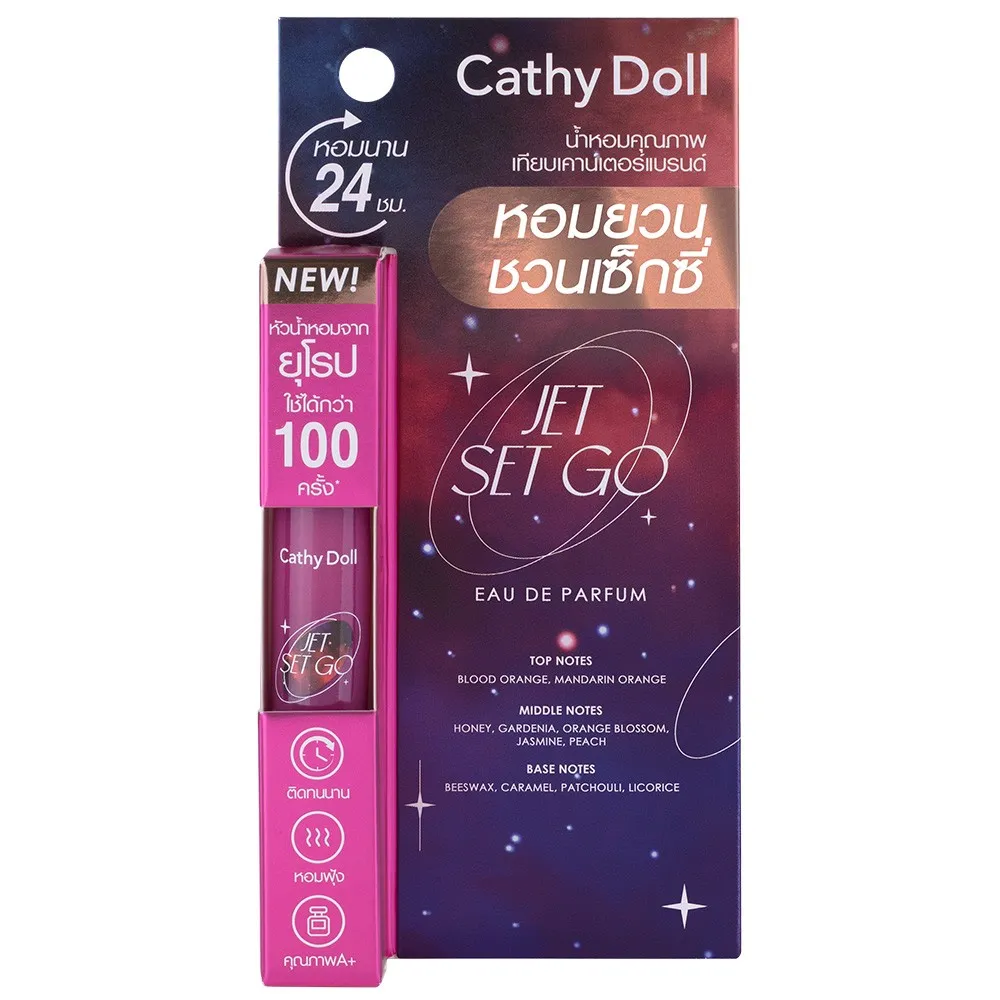 Cathy Doll
น้ำหอมคุณภาพ
เทียบเคาน์เตอร์แบรนด์
หอมยวน
ชวนเซ็กซี่
หอมนาน
24 ชม.
NEW!
หัวน้ำหอมจาก
ยุโรป
ใช้ได้กว่า
100
ครั้ง*
Cathy Doll
JET
SET GO
ติดทนนาน
หอมฟุ้ง
คุณภาพA+
JET
SET GO
EAU DE PARFUM
TOP NOTES
BLOOD ORANGE, MANDARIN ORANGE
MIDDLE NOTES
HONEY, GARDENIA, ORANGE BLOSSOM,
JASMINE, PEACH
BASE NOTES
BEESWAX, CARAMEL, PATCHOULI, LICORICE